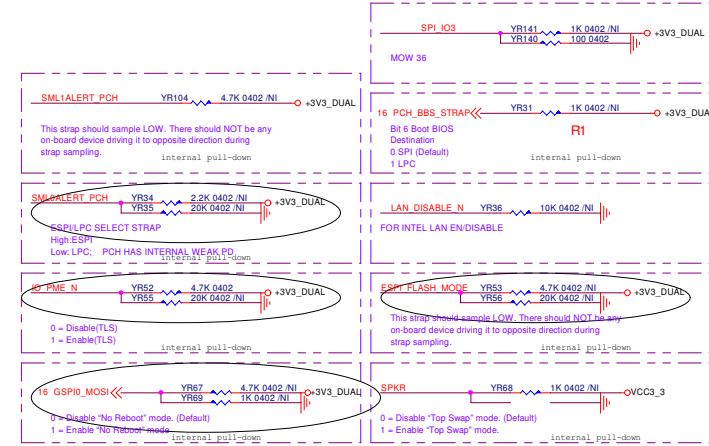 SPI_IO3 YR141 1K 0402 /NI +3V3_DUAL
YR140 100 0402
MOW 36
SML1ALERT_PCH YR104 4.7K 0402 /NI +3V3_DUAL
This strap should sample LOW. There should NOT be any
on-board device driving it to opposite direction during
strap sampling.
internal pull-down
16 PCH_BBS_STRAP YR31 1K 0402 /NI +3V3_DUA
R1
Bit 6 Boot BIOS
Destination
0 SPI (Default)
1 LPC
internal pull-down
SML0ALERT_PCH YR34 2.2K 0402 /NI +3V3_DUAL
YR35 20K 0402 /NI
ESPI/LPC SELECT STRAP
High:ESPI
Low: LPC; PCH HAS INTERNAL WEAK PD
internal pull-down
LAN_DISABLE_N YR36 10K 0402 /NI
FOR INTEL LAN EN/DISABLE
IO_PME_N YR52 4.7K 0402 +3V3_DUAL
YR55 20K 0402 /NI
0 = Disable(TLS)
1 = Enable(TLS)
internal pull-down
ESPI_FLASH_MODE YR53 4.7K 0402 /NI +3V3_DUAL
YR56 20K 0402 /NI
This strap should sample LOW. There should NOT be any
on-board device driving it to opposite direction during
strap sampling.
internal pull-down
16 GSPI0_MOSI YR67 4.7K 0402 /NI +3V3_DUAL
YR69 1K 0402 /NI
0 = Disable "No Reboot" mode. (Default)
1 = Enable "No Reboot" mode
internal pull-down
SPKR YR68 1K 0402 /NI VCC3_3
0 = Disable "Top Swap" mode. (Default)
1 = Enable "Top Swap" mode.
internal pull-down